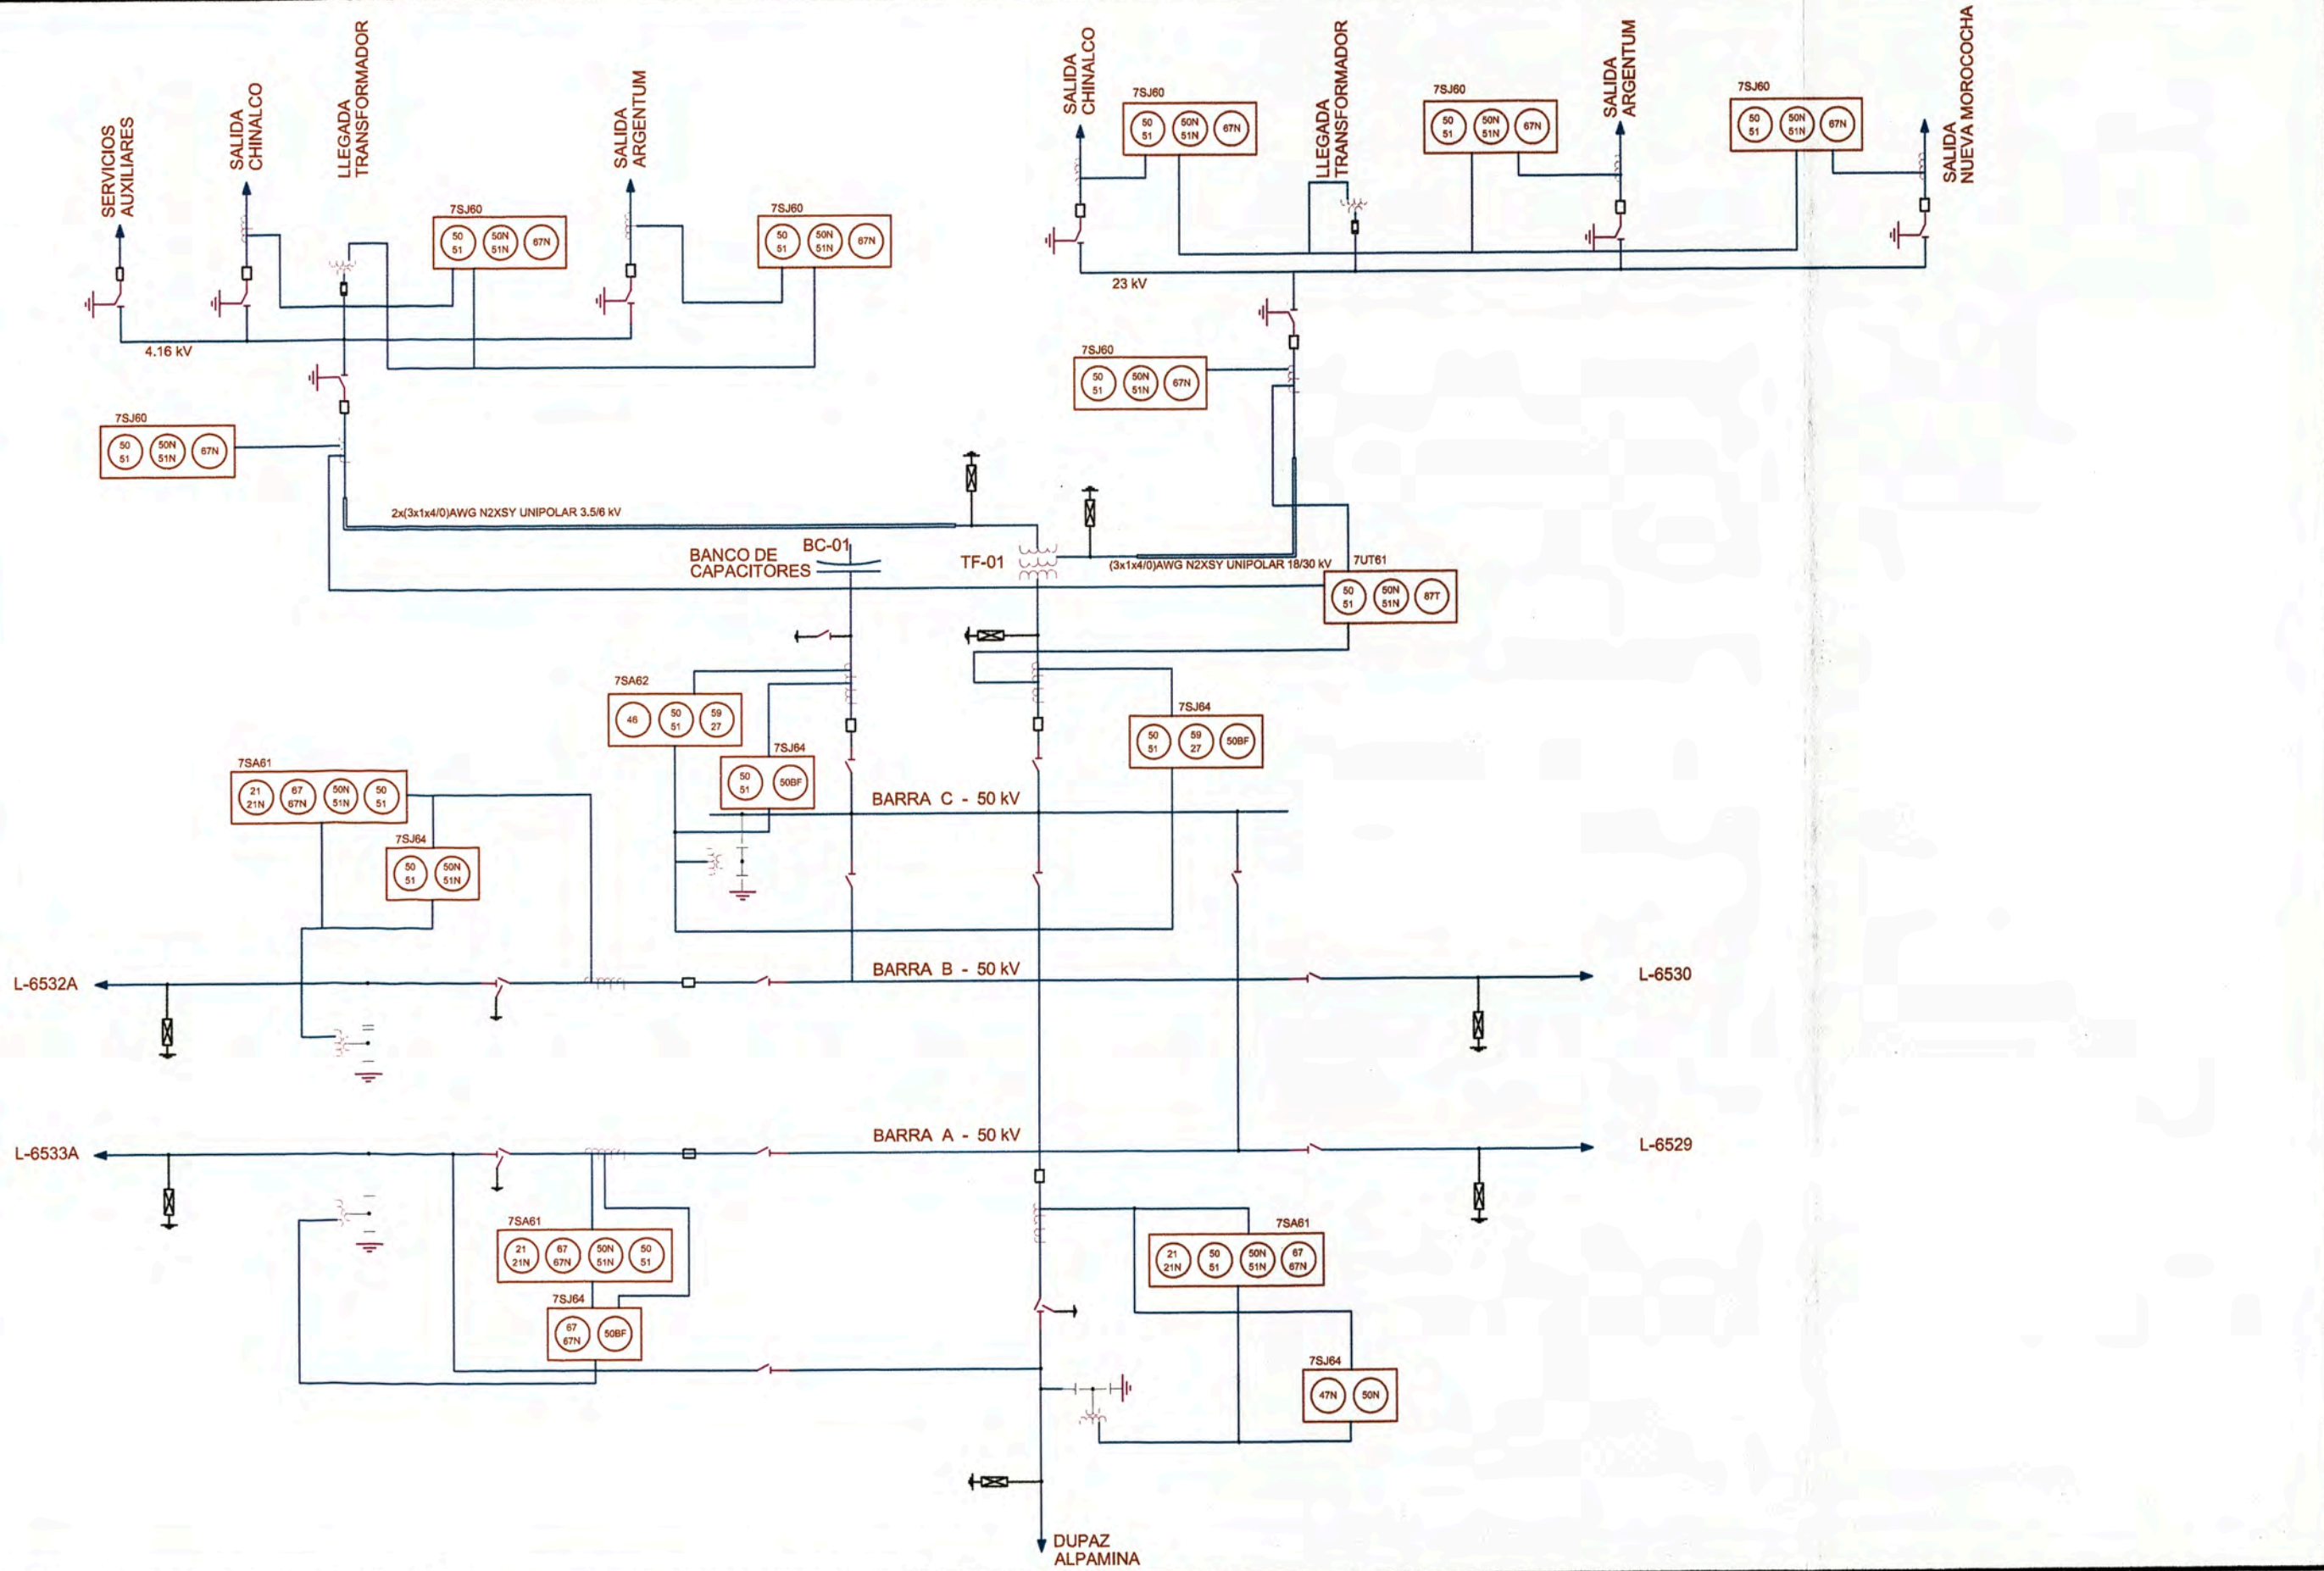 SERVICIOS
AUXILIARES
SALIDA
CHINALCO
LLEGADA
TRANSFORMADOR
7SJ60
50
51
50N
51N
67N
SALIDA
ARGENTUM
7SJ60
50
51
50N
51N
67N
4.16 kV
7SJ60
50
51
50N
51N
67N
SALIDA
CHINALCO
7SJ60
50
51
50N
51N
67N
LLEGADA
TRANSFORMADOR
7SJ60
50
51
50N
51N
67N
SALIDA
ARGENTUM
7SJ60
50
51
50N
51N
67N
SALIDA
NUEVA MOROCOCHA
23 kV
7SJ60
50
51
50N
51N
67N
2x(3x1x4/0)AWG N2XSY UNIPOLAR 3.5/6 kV
BANCO DE
CAPACITORES
BC-01
TF-01
(3x1x4/0)AWG N2XSY UNIPOLAR 18/30 kV
7UT61
50
51
50N
51N
87T
7SA62
46
50
51
59
27
7SJ64
50
51
50BF
7SJ64
50
51
59
27
50BF
7SA61
21
21N
67
67N
50N
51N
50
51
7SJ64
50
51
50N
51N
BARRA C - 50 kV
L-6532A
BARRA B - 50 kV
L-6530
L-6533A
BARRA A - 50 kV
L-6529
7SA61
21
21N
67
67N
50N
51N
50
51
7SJ64
67
67N
50BF
7SA61
21
21N
50
51
50N
51N
67
67N
7SJ64
47N
50N
DUPAZ
ALPAMINA